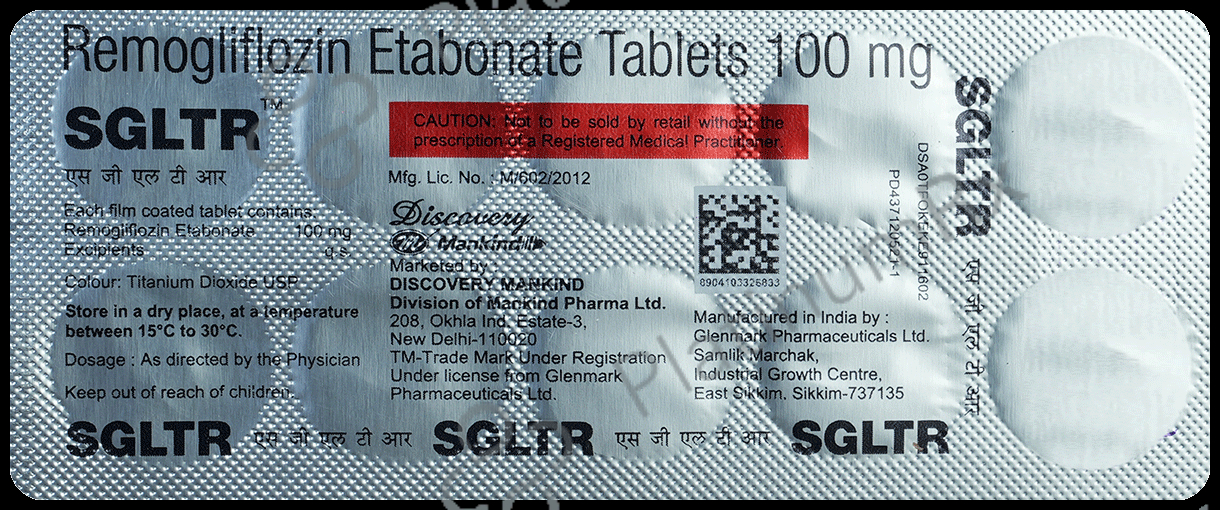 Remogliflozin Etabonate Tablets 100 mg
SGLTR™
एस जी एल टी आर
Each film coated tablet contains:
Remogliflozin Etabonate 100 mg
Excipients q.s.
Colour: Titanium Dioxide USP
Store in a dry place, at a temperature
between 15°C to 30°C.
Dosage : As directed by the Physician
Keep out of reach of children.
CAUTION: Not to be sold by retail without the
prescription of a Registered Medical Practitioner.
Mfg. Lic. No. : M/602/2012
Discovery
Mankind
Marketed by :
DISCOVERY MANKIND
Division of Mankind Pharma Ltd.
208, Okhla Ind. Estate-3,
New Delhi-110020
TM-Trade Mark Under Registration
Under license from Glenmark
Pharmaceuticals Ltd.
8904103325833
Manufactured in India by :
Glenmark Pharmaceuticals Ltd.
Samlik Marchak,
Industrial Growth Centre,
East Sikkim, Sikkim-737135
PD4371205/21-1
SGLTR एस जी एल टी आर
SGLTR एस जी एल टी आर SGLTR एस जी एल टी आर SGLTR